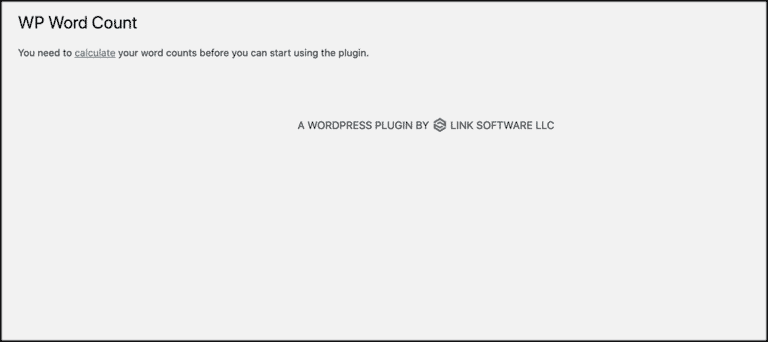 WP Word Count
You need to calculate your word counts before you can start using the plugin.
A WORDPRESS PLUGIN BY LINK SOFTWARE LLC